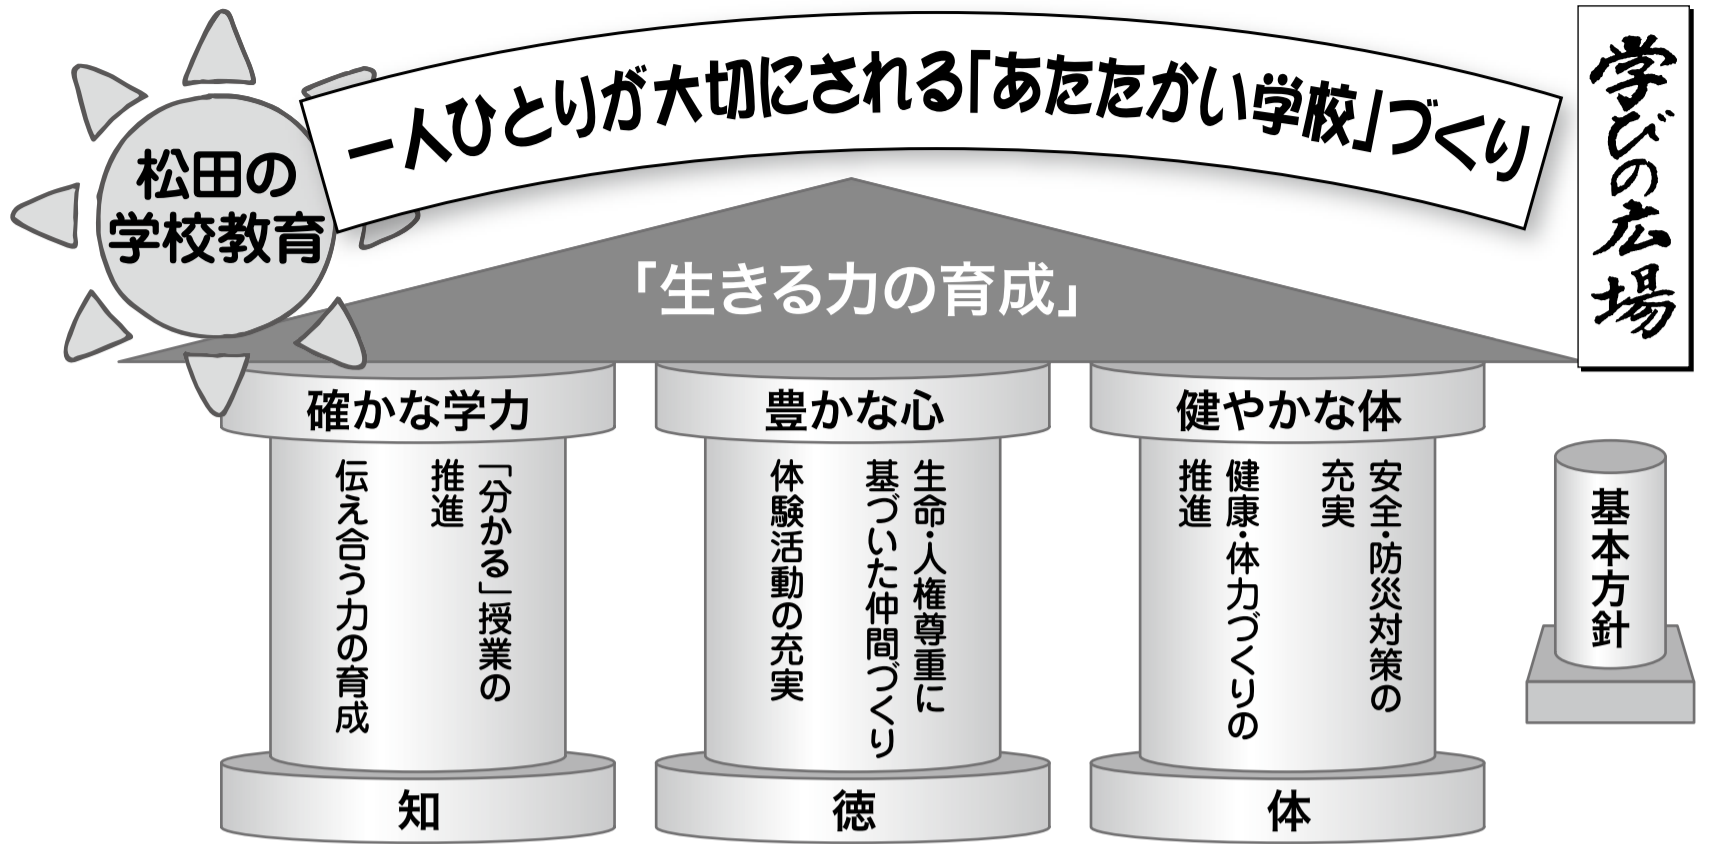 一人ひとりが大切にされる「あたたかい学校」づくり
学びの広場
松田の
学校教育
「生きる力の育成」
確かな学力
「分かる」授業の
推進
伝え合う力の育成
知
豊かな心
生命・人権尊重に
基づいた仲間づくり
体験活動の充実
徳
健やかな体
安全・防災対策の
充実
健康・体力づくりの
推進
体
基本方針